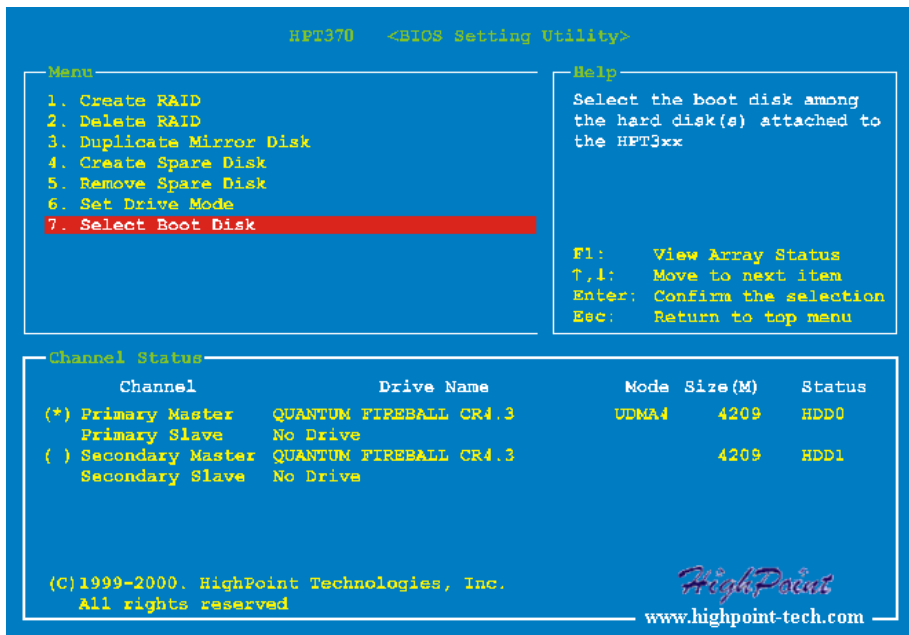 HPT370 <BIOS Setting Utility>
Menu
1. Create RAID
2. Delete RAID
3. Duplicate Mirror Disk
4. Create Spare Disk
5. Remove Spare Disk
6. Set Drive Mode
7. Select Boot Disk
Help
Select the boot disk among
the hard disk(s) attached to
the HPT3xx
F1: View Array Status
↑,↓: Move to next item
Enter: Confirm the selection
Esc: Return to top menu
Channel Status
Channel Drive Name Mode Size(M) Status
(*) Primary Master QUANTUM FIREBALL CR4.3 UDMA4 4209 HDD0
Primary Slave No Drive
( ) Secondary Master QUANTUM FIREBALL CR4.3 4209 HDD1
Secondary Slave No Drive
(C)1999-2000. HighPoint Technologies, Inc.
All rights reserved
HighPoint
www.highpoint-tech.com